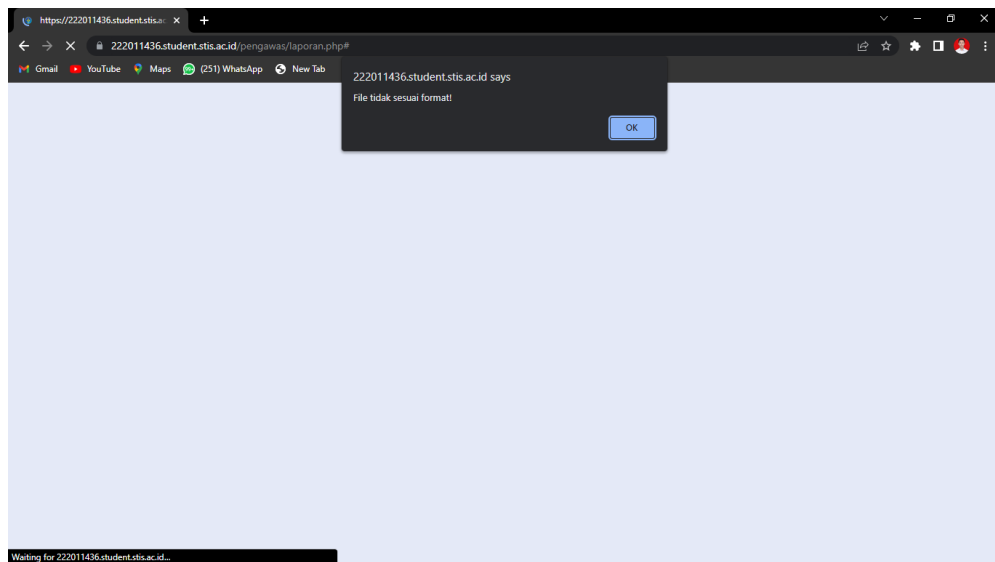 https://222011436.student.stis.ac
222011436.student.stis.ac.id/pengawas/laporan.php#
Gmail YouTube Maps (251) WhatsApp New Tab
222011436.student.stis.ac.id says
File tidak sesuai format!
OK
Waiting for 222011436.student.stis.ac.id...